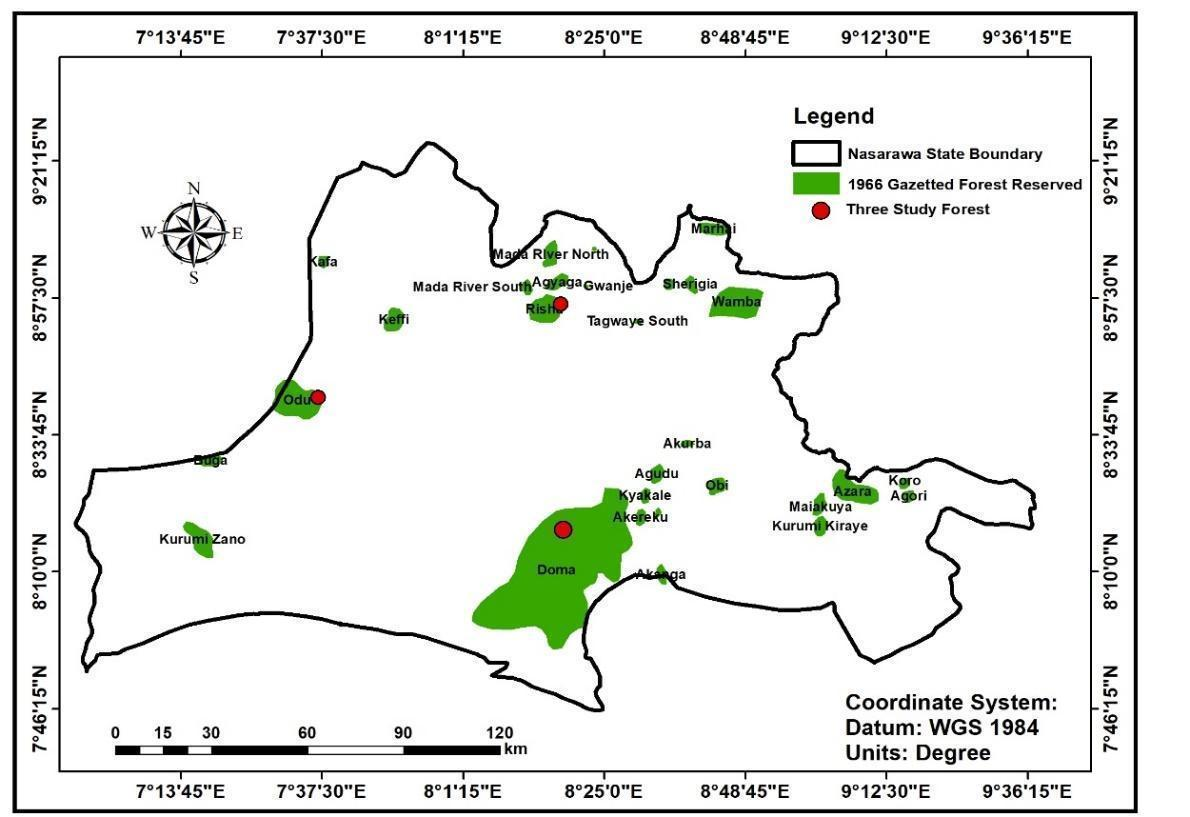 7°13'45"E 7°37'30"E 8°1'15"E 8°25'0"E 8°48'45"E 9°12'30"E 9°36'15"E
9°21'15"N
8°57'30"N
8°33'45"N
8°10'0"N
7°46'15"N
9°21'15"N
8°57'30"N
8°33'45"N
8°10'0"N
7°46'15"N
Legend
Nasarawa State Boundary
1966 Gazetted Forest Reserved
Three Study Forest
N
W E
S
Marhai
Mada RIver North
Kafa
Mada River South
Agyaga
Gwanje
Sherigia
Wamba
Risha
Keffi
Tagwaye South
Odu
Akurba
Buga
Agudu
Obi
Kyakale
Azara
Koro
Agori
Maiakuya
Akereku
Kurumi Kiraye
Kurumi Zano
Doma
Akanga
Coordinate System:
Datum: WGS 1984
Units: Degree
0 15 30 60 90 120
km
7°13'45"E 7°37'30"E 8°1'15"E 8°25'0"E 8°48'45"E 9°12'30"E 9°36'15"E